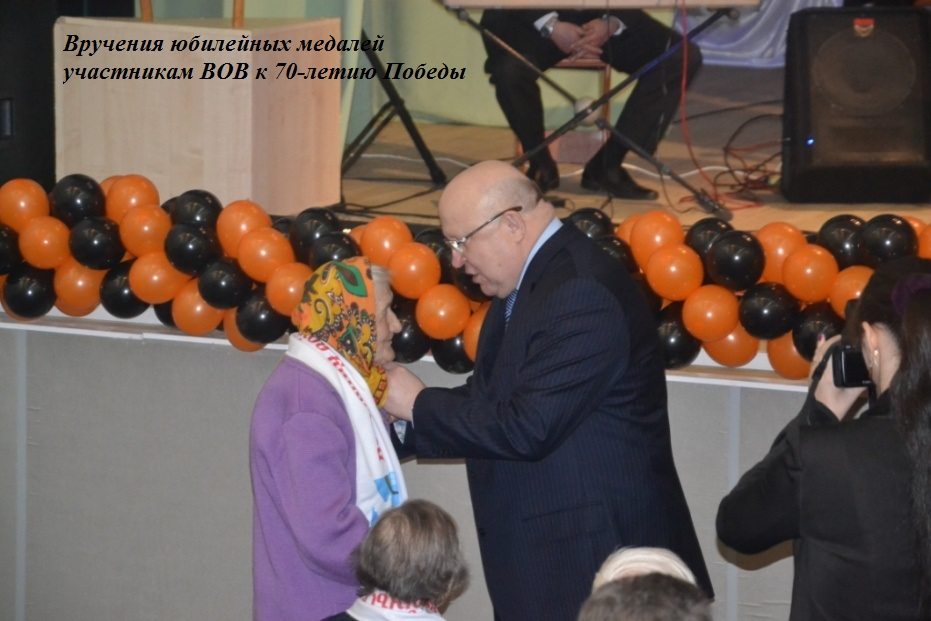 Вручения юбилейных медалей
участникам ВОВ к 70-летию Победы